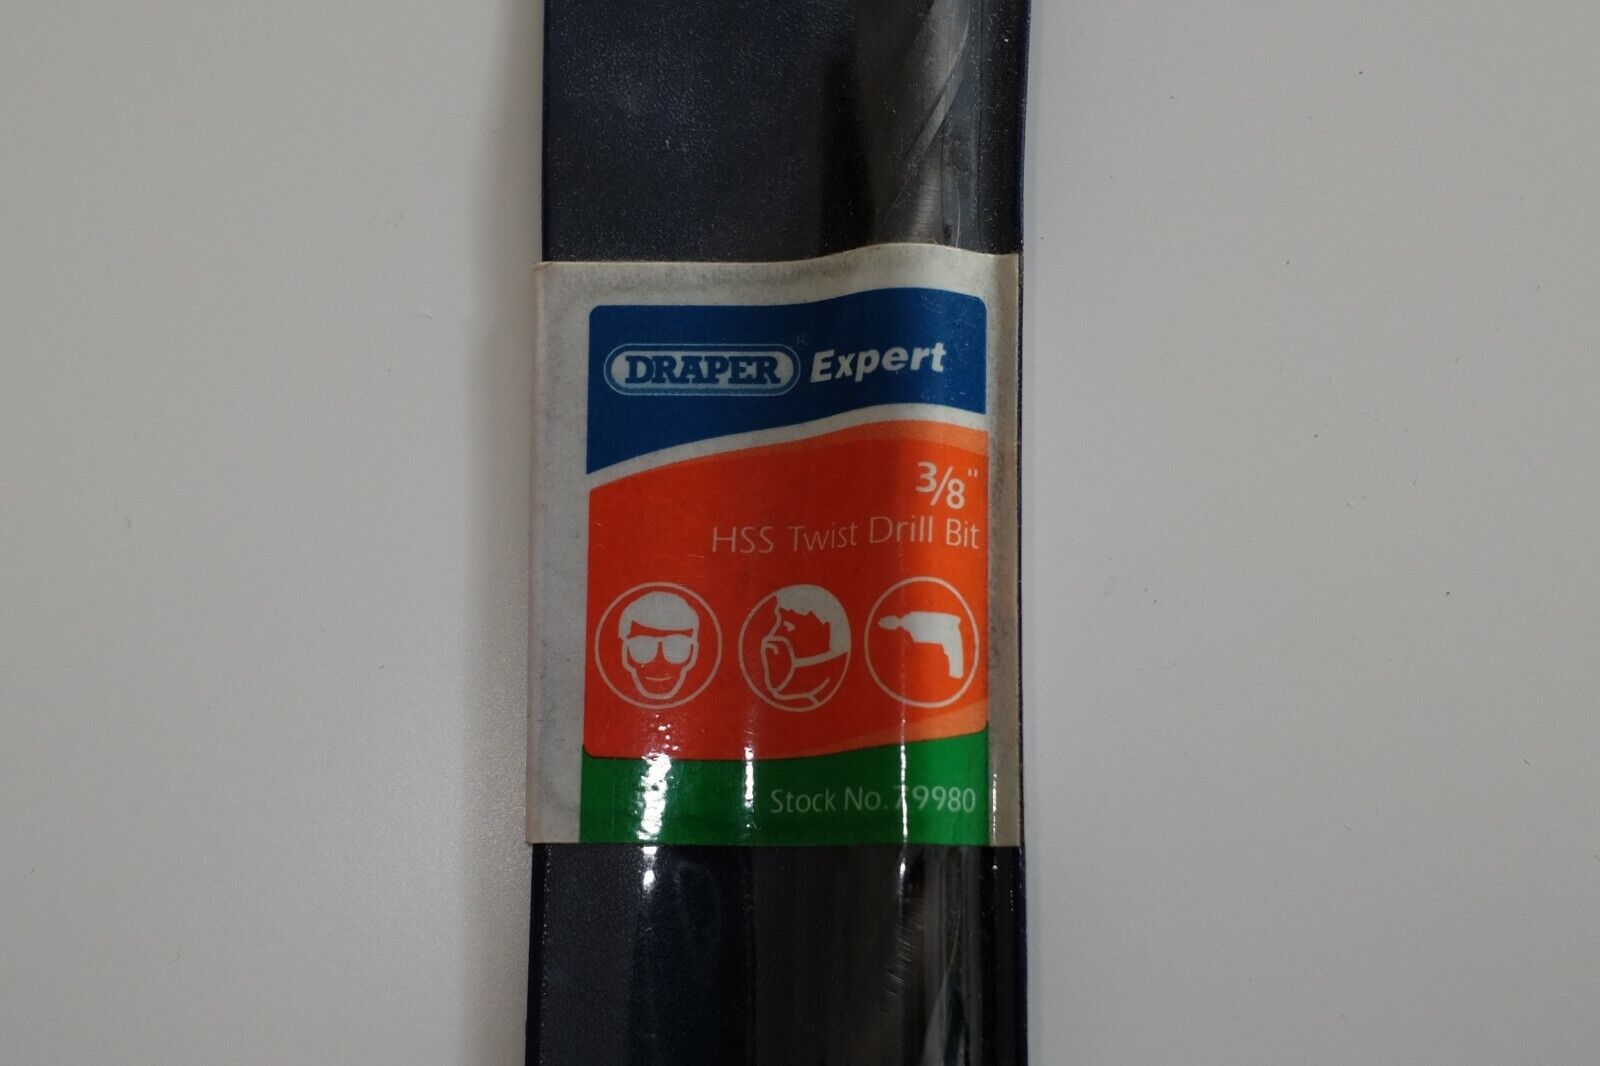 DRAPER® Expert
3/8"
HSS Twist Drill Bit
Stock No. 79980